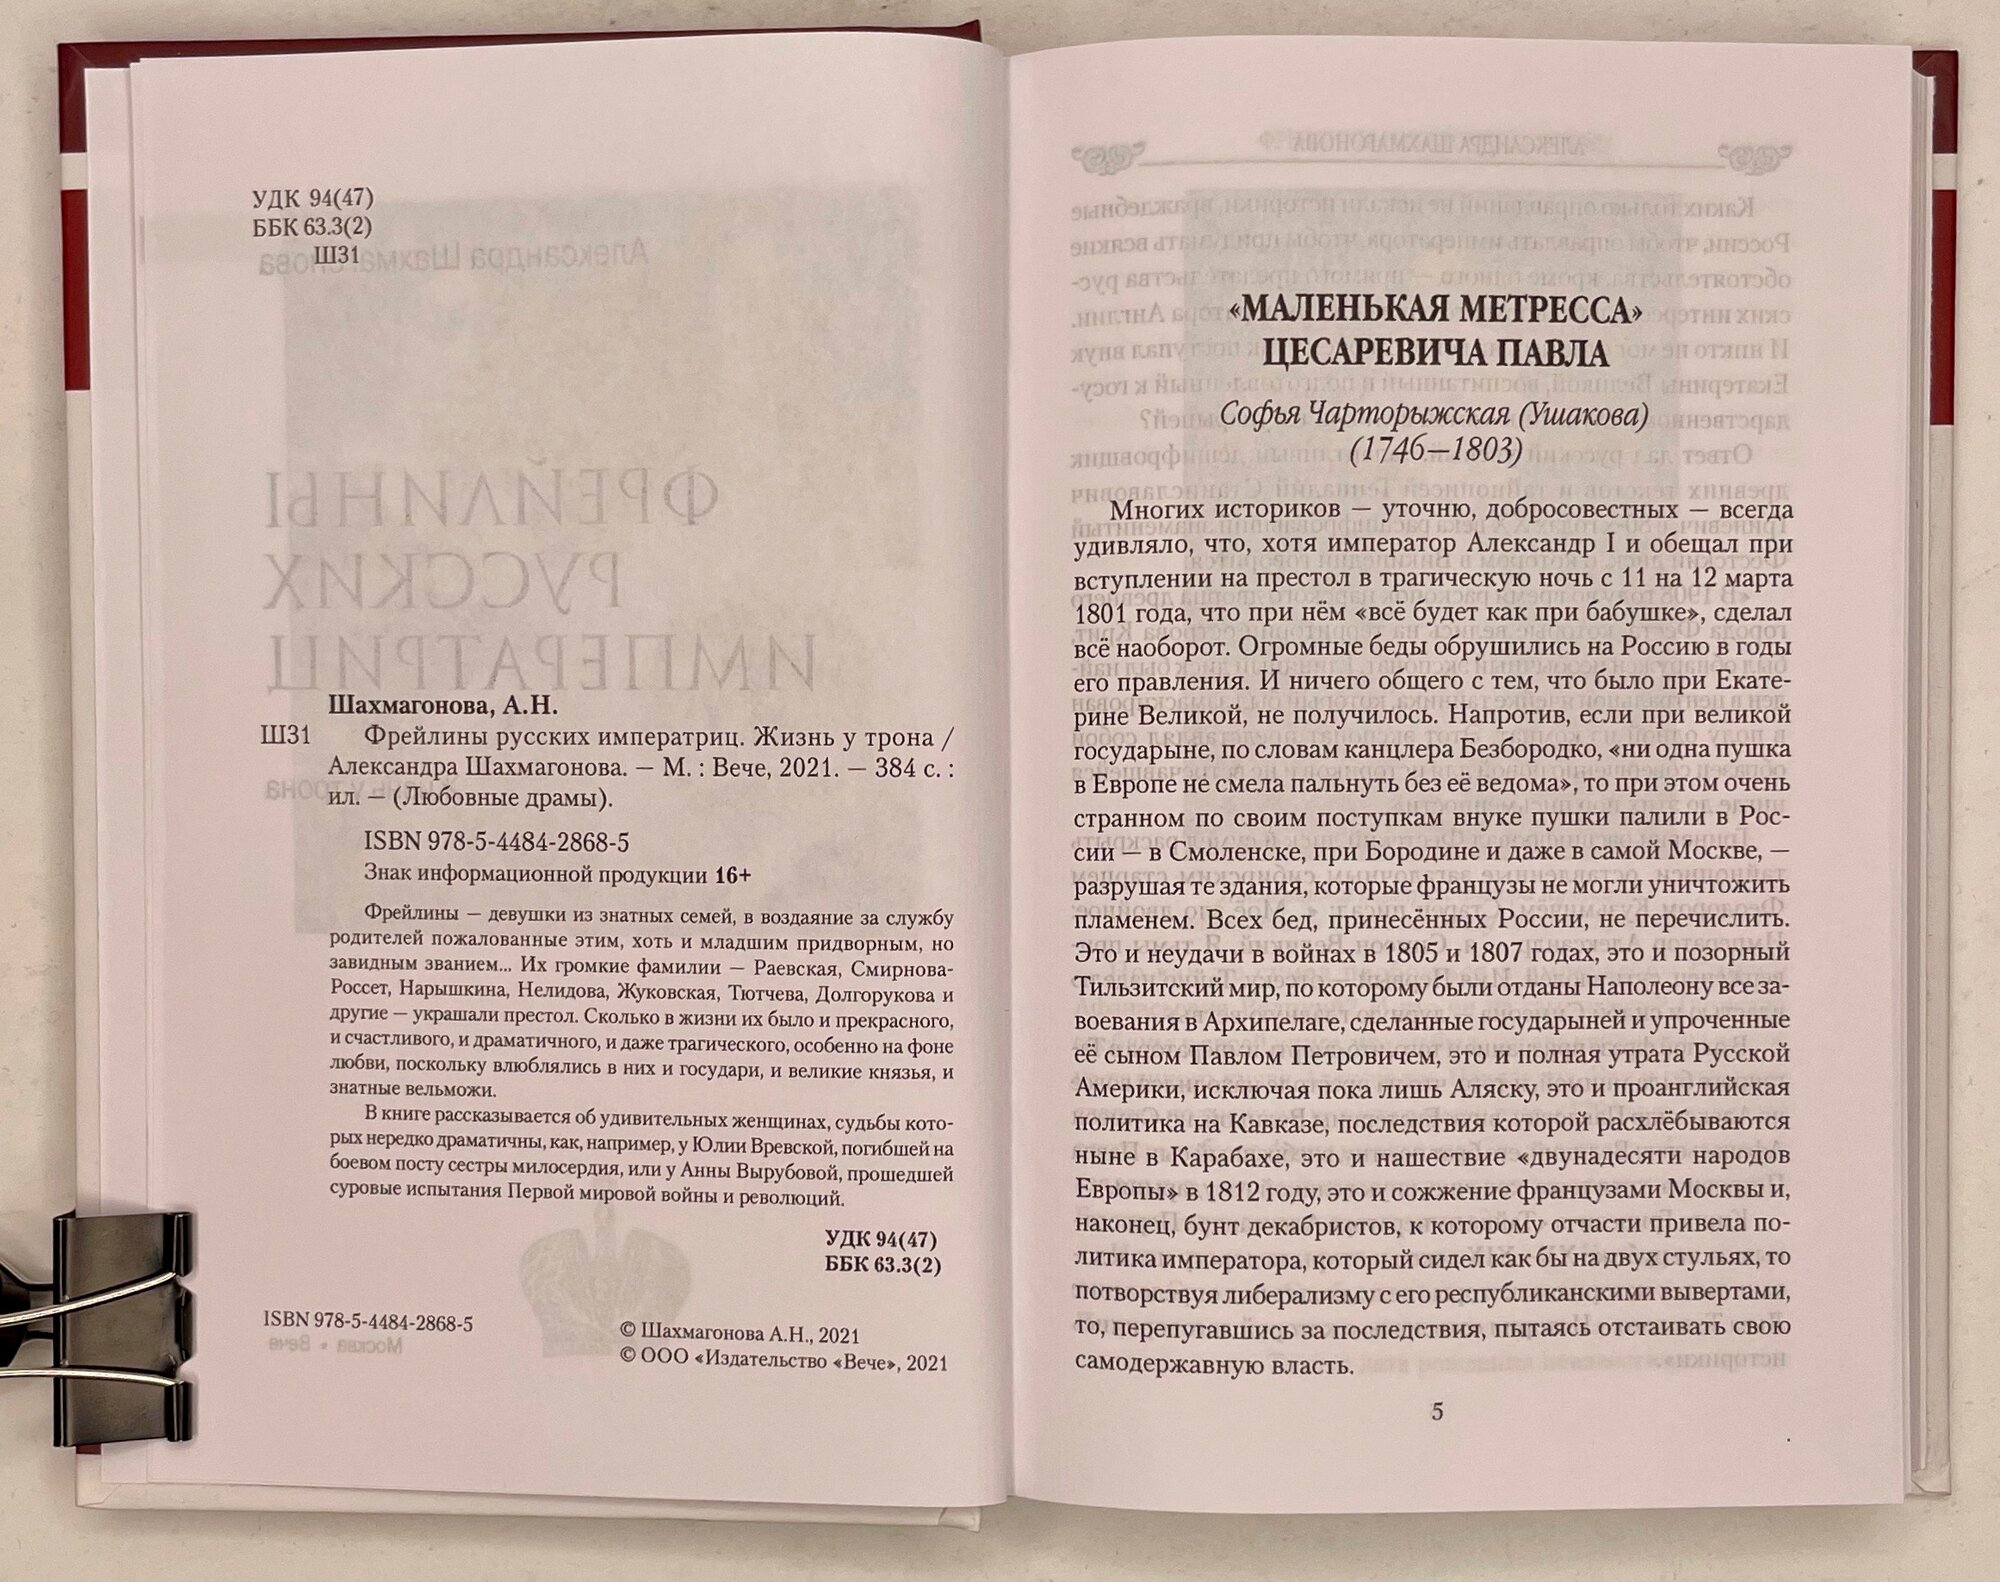 УДК 94(47)
ББК 63.3(2)
Ш31
Шахмагонова, А.Н.
Ш31 Фрейлины русских императриц. Жизнь у трона /
Александра Шахмагонова. — М. : Вече, 2021. — 384 с. :
ил. — (Любовные драмы).
ISBN 978-5-4484-2868-5
Знак информационной продукции 16+
Фрейлины — девушки из знатных семей, в воздаяние за службу
родителей пожалованные этим, хоть и младшим придворным, но
завидным званием... Их громкие фамилии — Раевская, Смирнова-
Россет, Нарышкина, Нелидова, Жуковская, Тютчева, Долгорукова и
другие — украшали престол. Сколько в жизни их было и прекрасного,
и счастливого, и драматичного, и даже трагического, особенно на фоне
любви, поскольку влюблялись в них и государи, и великие князья, и
знатные вельможи.
В книге рассказывается об удивительных женщинах, судьбы кото-
рых нередко драматичны, как, например, у Юлии Вревской, погибшей на
боевом посту сестры милосердия, или у Анны Вырубовой, прошедшей
суровые испытания Первой мировой войны и революций.
УДК 94(47)
ББК 63.3(2)
ISBN 978-5-4484-2868-5
© Шахмагонова А.Н., 2021
© ООО «Издательство «Вече», 2021
«МАЛЕНЬКАЯ МЕТРЕССА»
ЦЕСАРЕВИЧА ПАВЛА
Софья Чарторыжская (Ушакова)
(1746—1803)
Многих историков — уточню, добросовестных — всегда
удивляло, что, хотя император Александр I и обещал при
вступлении на престол в трагическую ночь с 11 на 12 марта
1801 года, что при нём «всё будет как при бабушке», сделал
всё наоборот. Огромные беды обрушились на Россию в годы
его правления. И ничего общего с тем, что было при Екате-
рине Великой, не получилось. Напротив, если при великой
государыне, по словам канцлера Безбородко, «ни одна пушка
в Европе не смела пальнуть без её ведома», то при этом очень
странном по своим поступкам внуке пушки палили в Рос-
сии — в Смоленске, при Бородине и даже в самой Москве, —
разрушая те здания, которые французы не могли уничтожить
пламенем. Всех бед, принесённых России, не перечислить.
Это и неудачи в войнах в 1805 и 1807 годах, это и позорный
Тильзитский мир, по которому были отданы Наполеону все за-
воевания в Архипелаге, сделанные государыней и упроченные
её сыном Павлом Петровичем, это и полная утрата Русской
Америки, исключая пока лишь Аляску, это и проанглийская
политика на Кавказе, последствия которой расхлёбываются
ныне в Карабахе, это и нашествие «двунадесяти народов
Европы» в 1812 году, это и сожжение французами Москвы и,
наконец, бунт декабристов, к которому отчасти привела по-
литика императора, который сидел как бы на двух стульях, то
потворствуя либерализму с его республиканскими вывертами,
то, перепугавшись за последствия, пытаясь отстаивать свою
самодержавную власть.
5